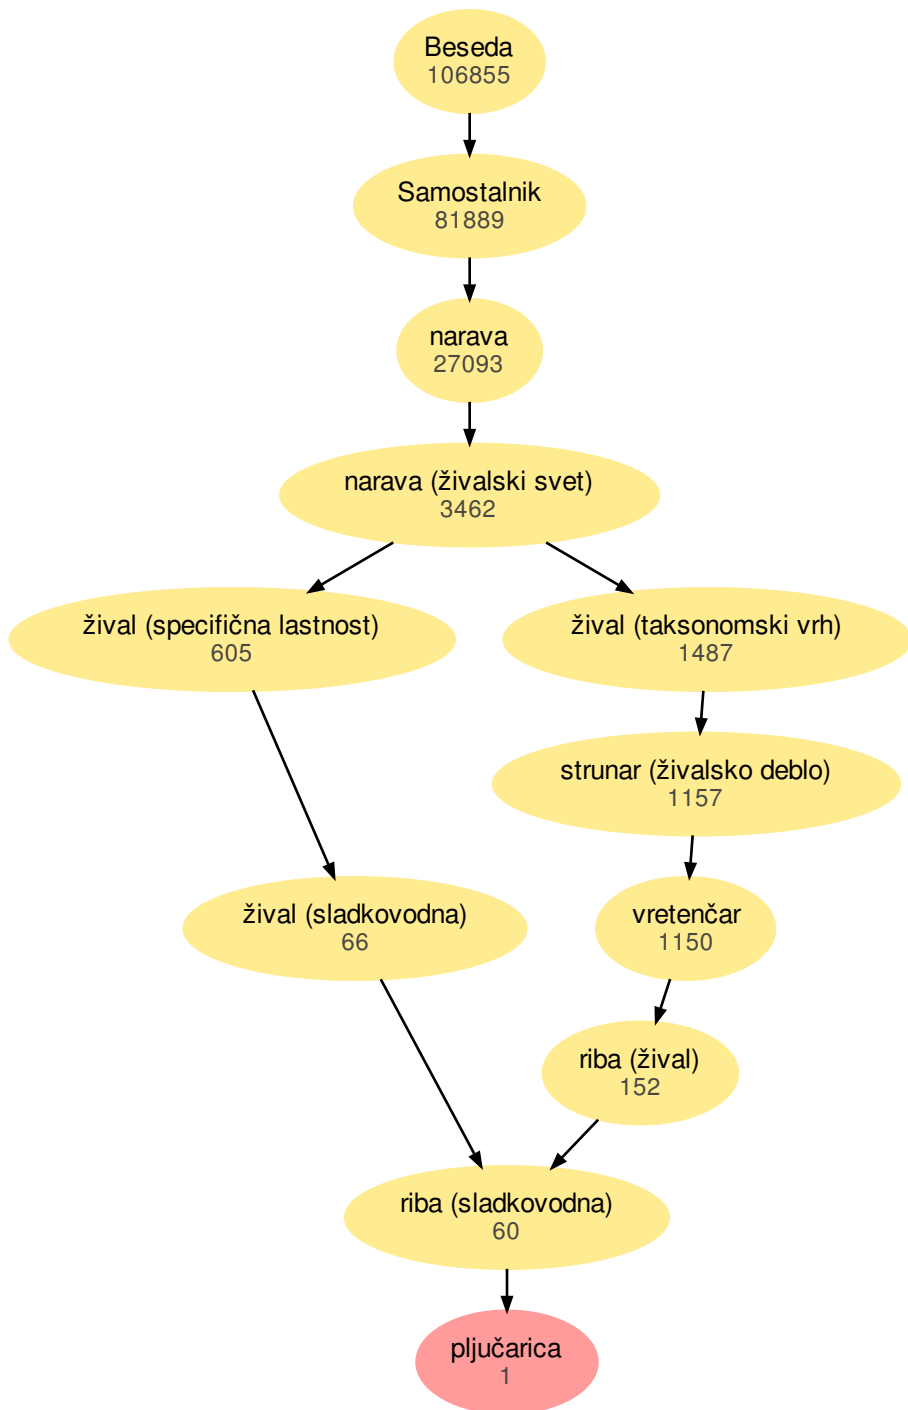 Beseda
106855
Samostalnik
81889
narava
27093
narava (živalski svet)
3462
žival (specifična lastnost)
605
žival (taksonomski vrh)
1487
strunar (živalsko deblo)
1157
žival (sladkovodna)
66
vretenčar
1150
riba (žival)
152
riba (sladkovodna)
60
pljučarica
1